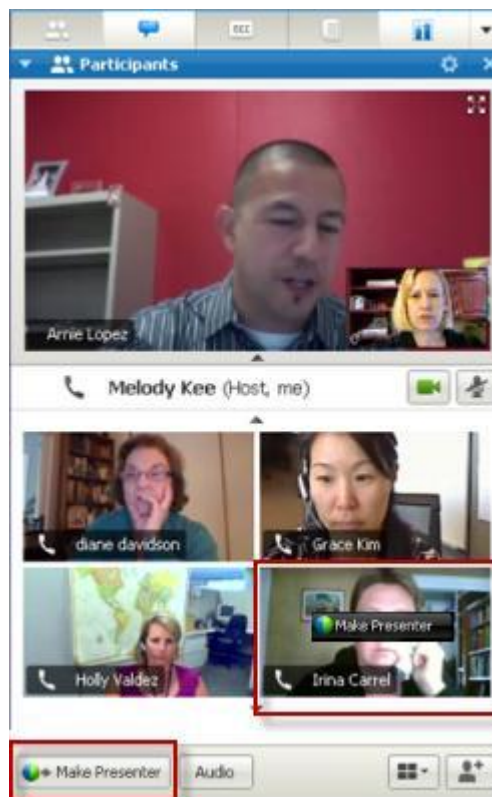 REC
Participants
Arnie Lopez
Melody Kee (Host, me)
diane davidson
Grace Kim
Make Presenter
Holly Valdez
Irina Carrel
Make Presenter
Audio